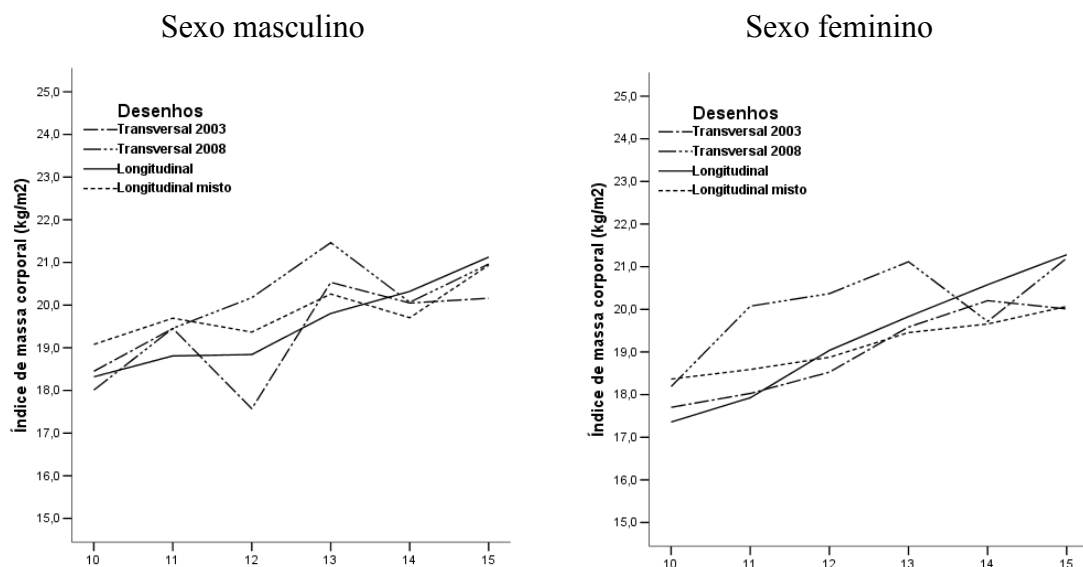 Sexo masculino
Índice de massa corporal (kg/m2)
25,0
24,0
23,0
22,0
21,0
20,0
19,0
18,0
17,0
16,0
15,0
Desenhos
Transversal 2003
Transversal 2008
Longitudinal
Longitudinal misto
10 11 12 13 14 15
Sexo feminino
Índice de massa corporal (kg/m2)
25,0
24,0
23,0
22,0
21,0
20,0
19,0
18,0
17,0
16,0
15,0
Desenhos
Transversal 2003
Transversal 2008
Longitudinal
Longitudinal misto
10 11 12 13 14 15